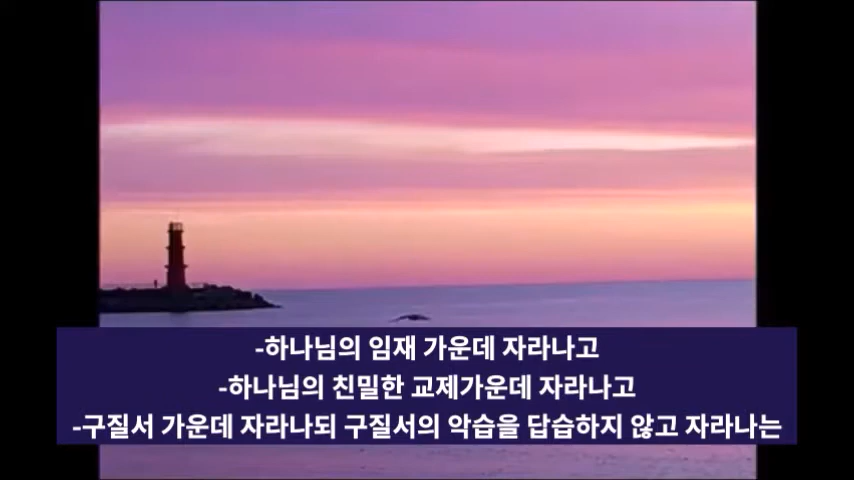 -하나님의 임재 가운데 자라나고
-하나님의 친밀한 교제가운데 자라나고
-구질서 가운데 자라나되 구질서의 악습을 답습하지 않고 자라나는